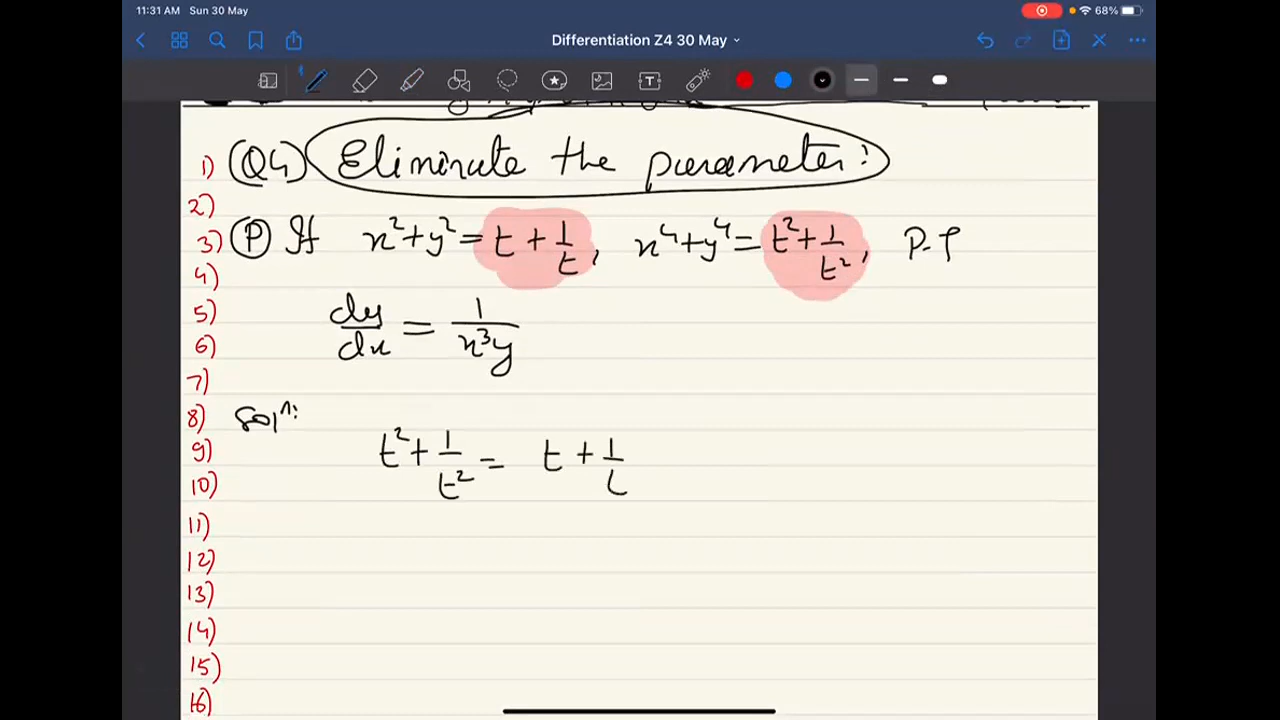 11:31 AM Sun 30 May
68%
Differentiation Z4 30 May
1) (Q4) Eliminate the parameter:
2)
3) (P) If x²+y² = t + 1/t, x⁴+y⁴ = t² + 1/t², P.T
4)
5) dy/dx = 1/x³y
6)
7)
8) Solⁿ:
9) t² + 1/t² = t + 1/t
10)
11)
12)
13)
14)
15)
16)